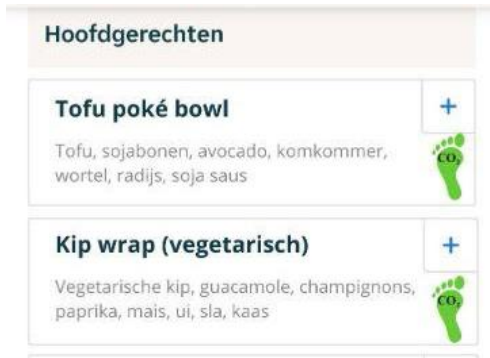 Hoofdgerechten
Tofu poké bowl
+
Tofu, sojabonen, avocado, komkommer,
wortel, radijs, soja saus
CO₂
Kip wrap (vegetarisch)
+
Vegetarische kip, guacamole, champignons,
paprika, mais, ui, sla, kaas
CO₂